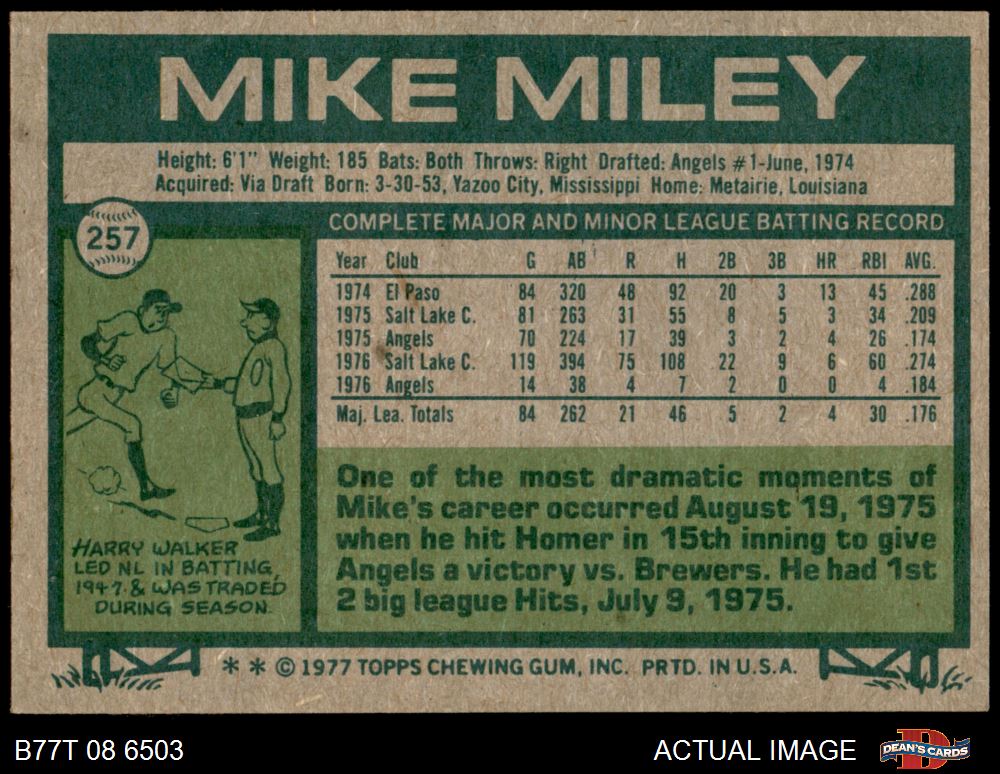 MIKE MILEY
Height: 6'1" Weight: 185 Bats: Both Throws: Right Drafted: Angels #1-June, 1974
Acquired: Via Draft Born: 3-30-53, Yazoo City, Mississippi Home: Metairie, Louisiana
257
COMPLETE MAJOR AND MINOR LEAGUE BATTING RECORD
Year Club G AB R H 2B 3B HR RBI AVG.
1974 El Paso 84 320 48 92 20 3 13 45 .288
1975 Salt Lake C. 81 263 31 55 8 5 3 34 .209
1975 Angels 70 224 17 39 3 2 4 26 .174
1976 Salt Lake C. 119 394 75 108 22 9 6 60 .274
1976 Angels 14 38 4 7 2 0 0 4 .184
Maj. Lea. Totals 84 262 21 46 5 2 4 30 .176
HARRY WALKER
LED NL IN BATTING
1947 & WAS TRADED
DURING SEASON.
One of the most dramatic moments of
Mike's career occurred August 19, 1975
when he hit Homer in 15th inning to give
Angels a victory vs. Brewers. He had 1st
2 big league Hits, July 9, 1975.
* * © 1977 TOPPS CHEWING GUM, INC. PRTD. IN U.S.A.
B77T 08 6503
ACTUAL IMAGE
DEAN'S CARDS